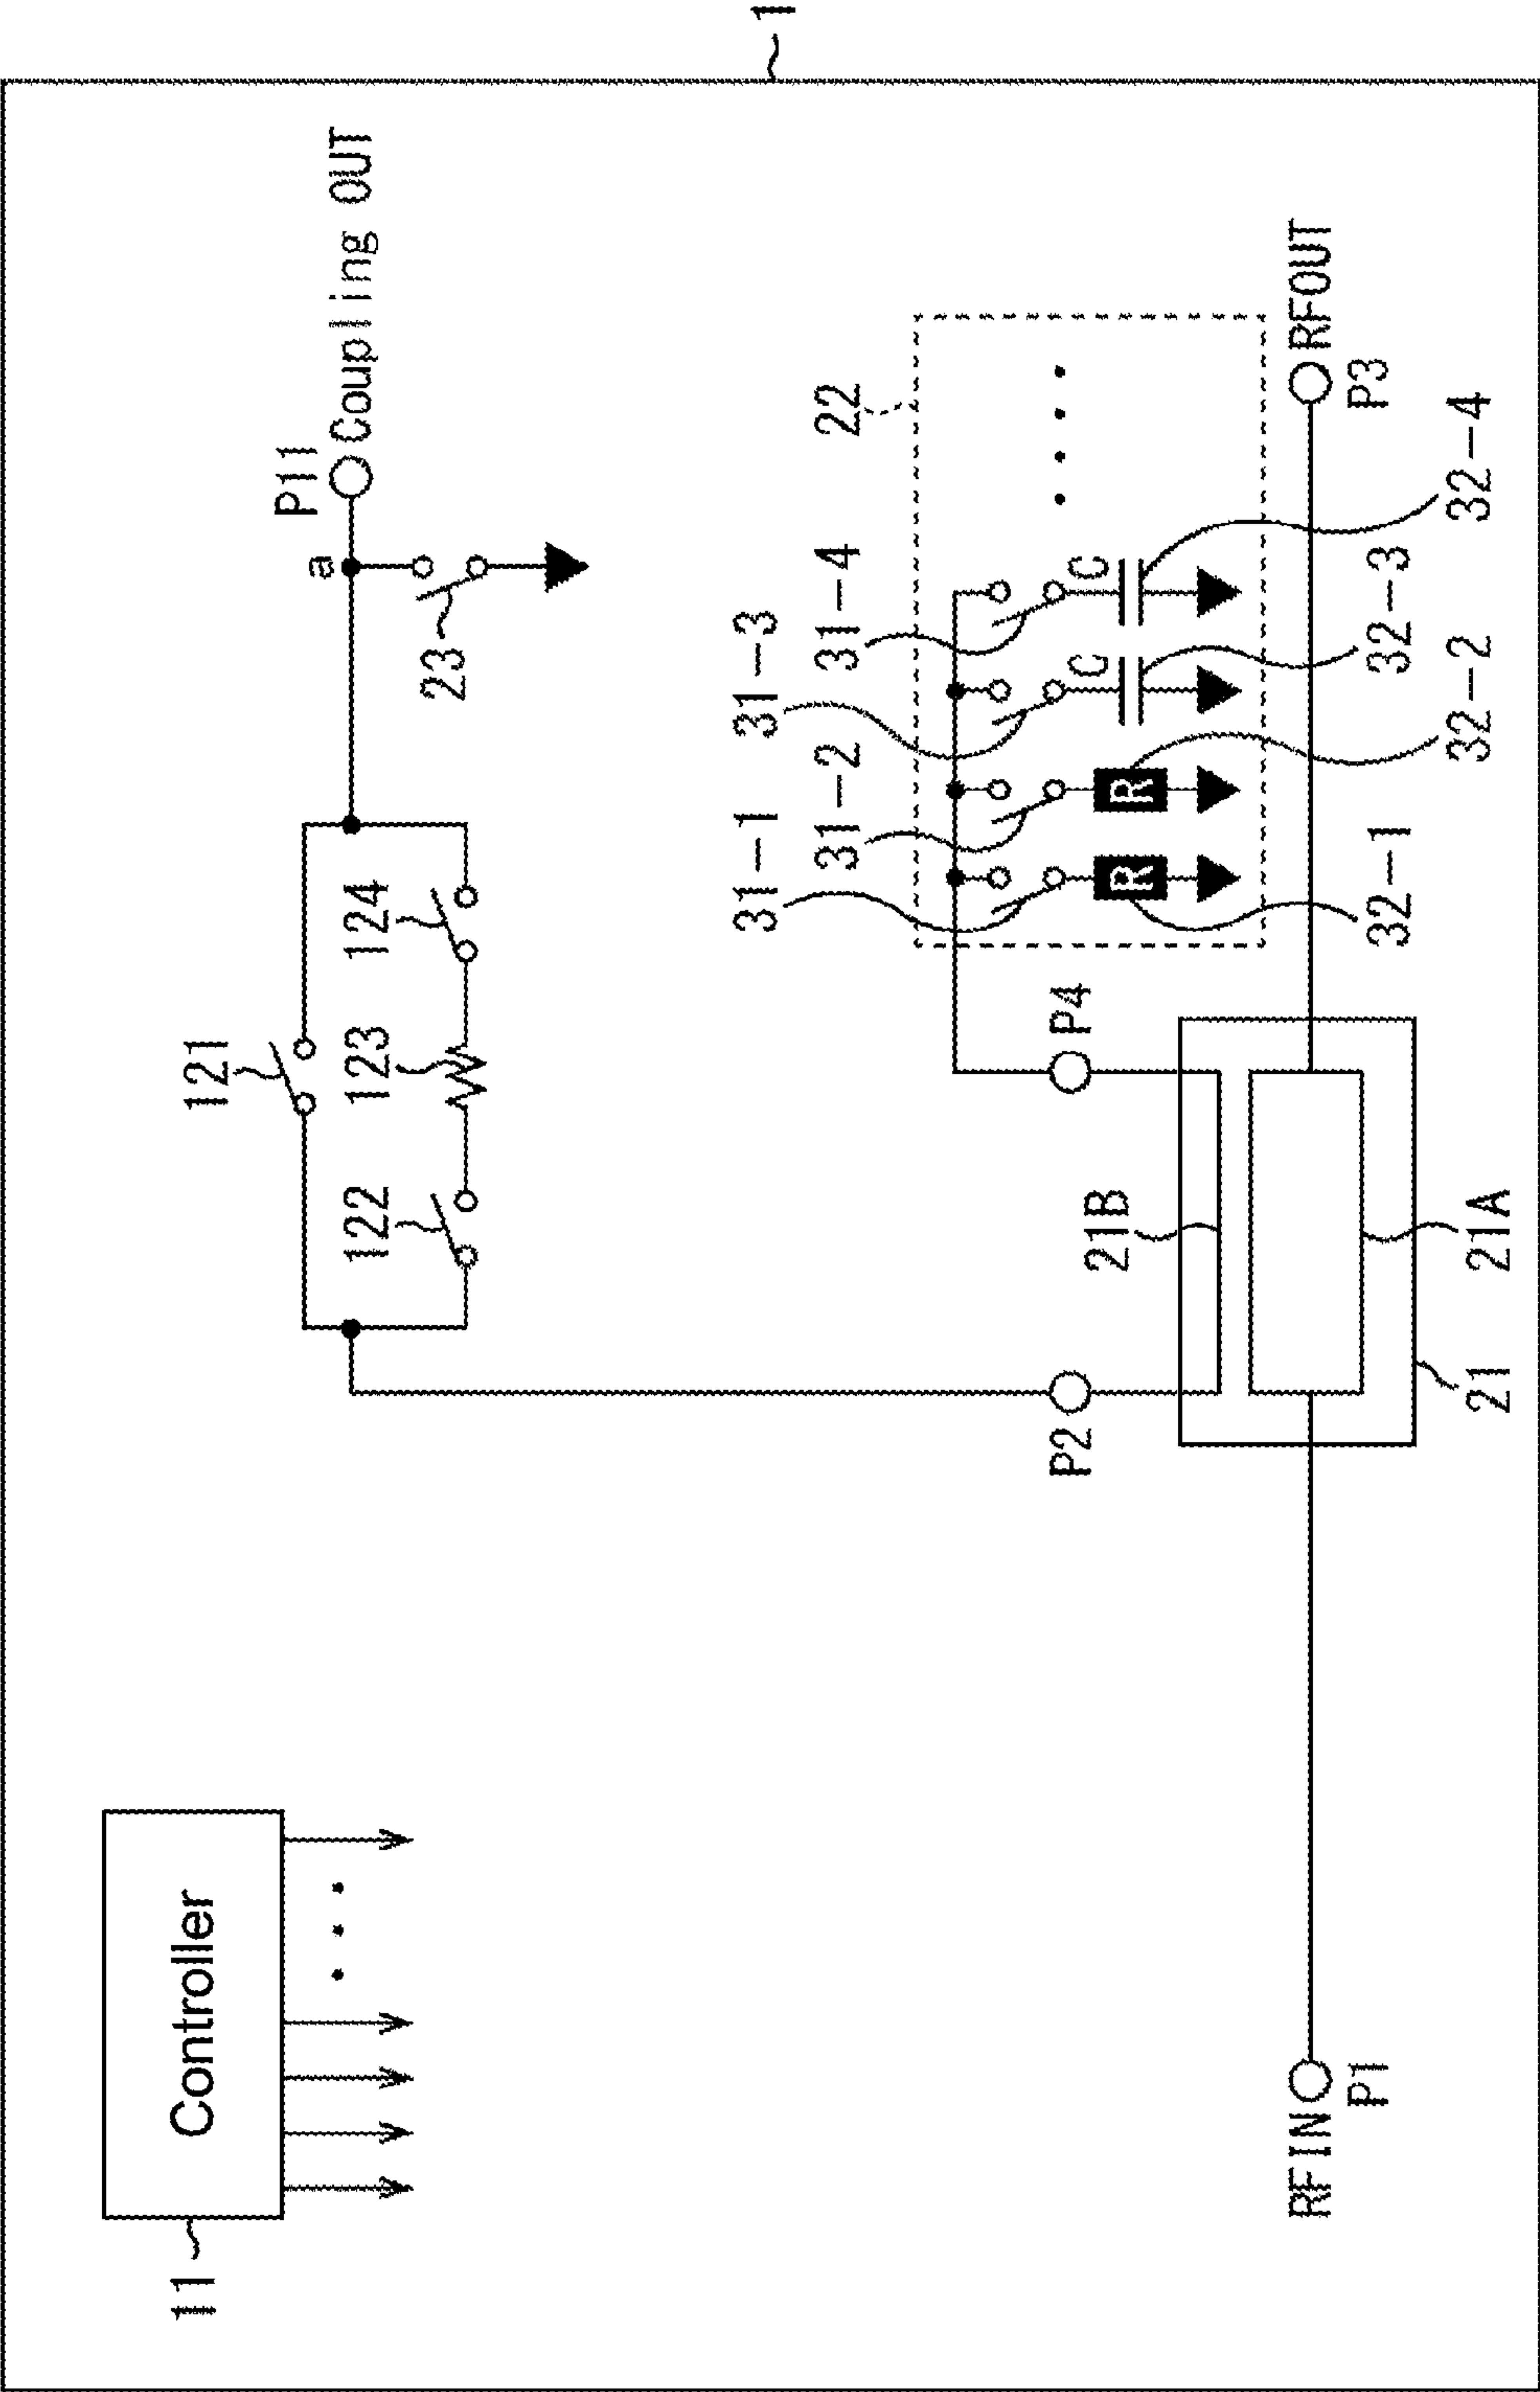 1
11
Controller
121
122
123
124
a
P11
Coupling OUT
23
22
31-1
31-2
31-3
31-4
C
C
R
R
32-1
32-2
32-3
32-4
P2
P4
21B
21A
21
RFIN
P1
RFOUT
P3